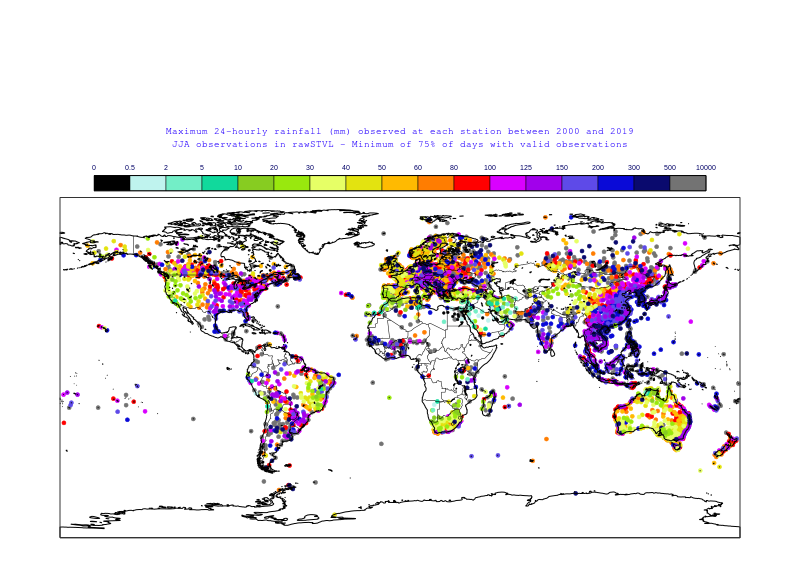 Maximum 24-hourly rainfall (mm) observed at each station between 2000 and 2019
JJA observations in rawSTVL - Minimum of 75% of days with valid observations
0 0.5 2 5 10 20 30 40 60 80 100 125 150 200 300 500 10000